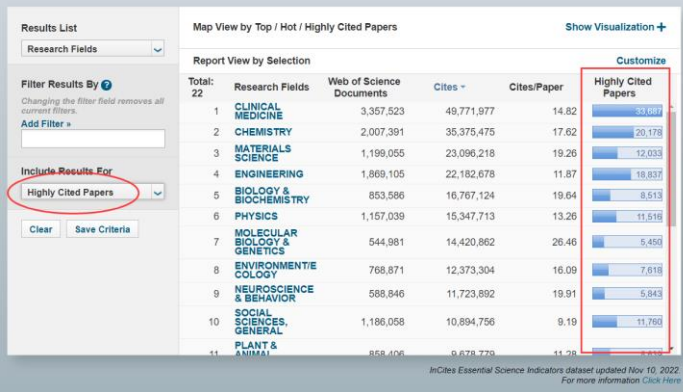 Results List
Research Fields
Filter Results By ?
Changing the filter field removes all
current filters.
Add Filter »
Include Results For
Highly Cited Papers
Clear Save Criteria
Map View by Top / Hot / Highly Cited Papers Show Visualization +
Report View by Selection Customize
Total:
22
Research Fields
Web of Science
Documents
Cites
Cites/Paper
Highly Cited
Papers
1 CLINICAL
MEDICINE 3,357,523 49,771,977 14.82 33,687
2 CHEMISTRY 2,007,391 35,375,475 17.62 20,178
3 MATERIALS
SCIENCE 1,199,055 23,096,218 19.26 12,033
4 ENGINEERING 1,869,105 22,182,678 11.87 18,837
5 BIOLOGY &
BIOCHEMISTRY 853,586 16,767,124 19.64 8,513
6 PHYSICS 1,157,039 15,347,713 13.26 11,516
7 MOLECULAR
BIOLOGY &
GENETICS 544,981 14,420,862 26.46 5,450
8 ENVIRONMENT/E
COLOGY 768,871 12,373,304 16.09 7,618
9 NEUROSCIENCE
& BEHAVIOR 588,846 11,723,892 19.91 5,843
10 SOCIAL
SCIENCES,
GENERAL 1,186,058 10,894,756 9.19 11,760
11 PLANT &
ANIMAL 858,406 9,678,779 11.28
InCites Essential Science Indicators dataset updated Nov 10, 2022.
For more information Click Here